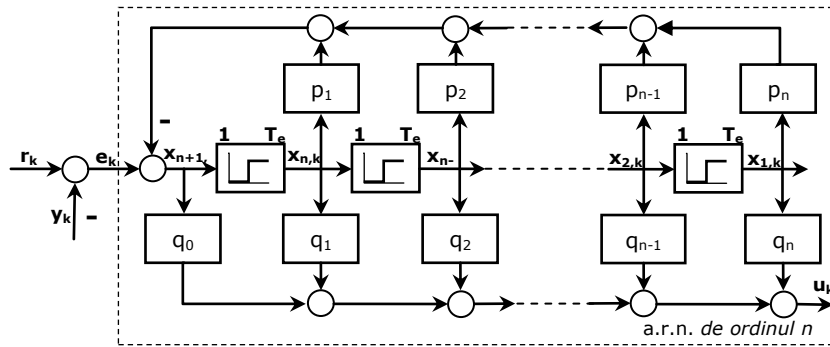 p₁ p₂ pₙ₋₁ pₙ
-
rₖ eₖ xₙ₊₁, 1 Tₑ xₙ,ₖ 1 Tₑ xₙ- x₂,ₖ 1 Tₑ x₁,ₖ
yₖ -
q₀ q₁ q₂ qₙ₋₁ qₙ
uₖ
a.r.n. de ordinul n